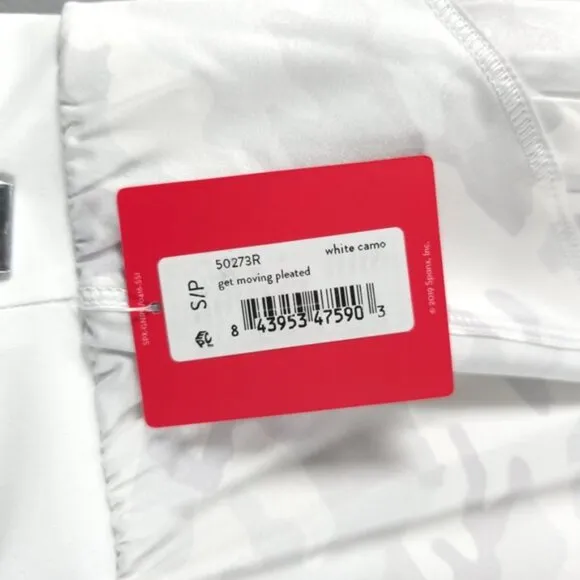 50273R white camo
get moving pleated
S/P
8 43953 47590 3
© 2019 Spanx, Inc.